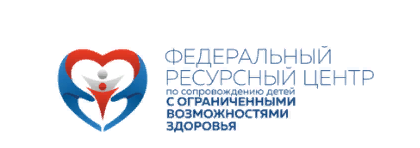 ФЕДЕРАЛЬНЫЙ
РЕСУРСНЫЙ ЦЕНТР
по сопровождению детей
С ОГРАНИЧЕННЫМИ
ВОЗМОЖНОСТЯМИ
ЗДОРОВЬЯ